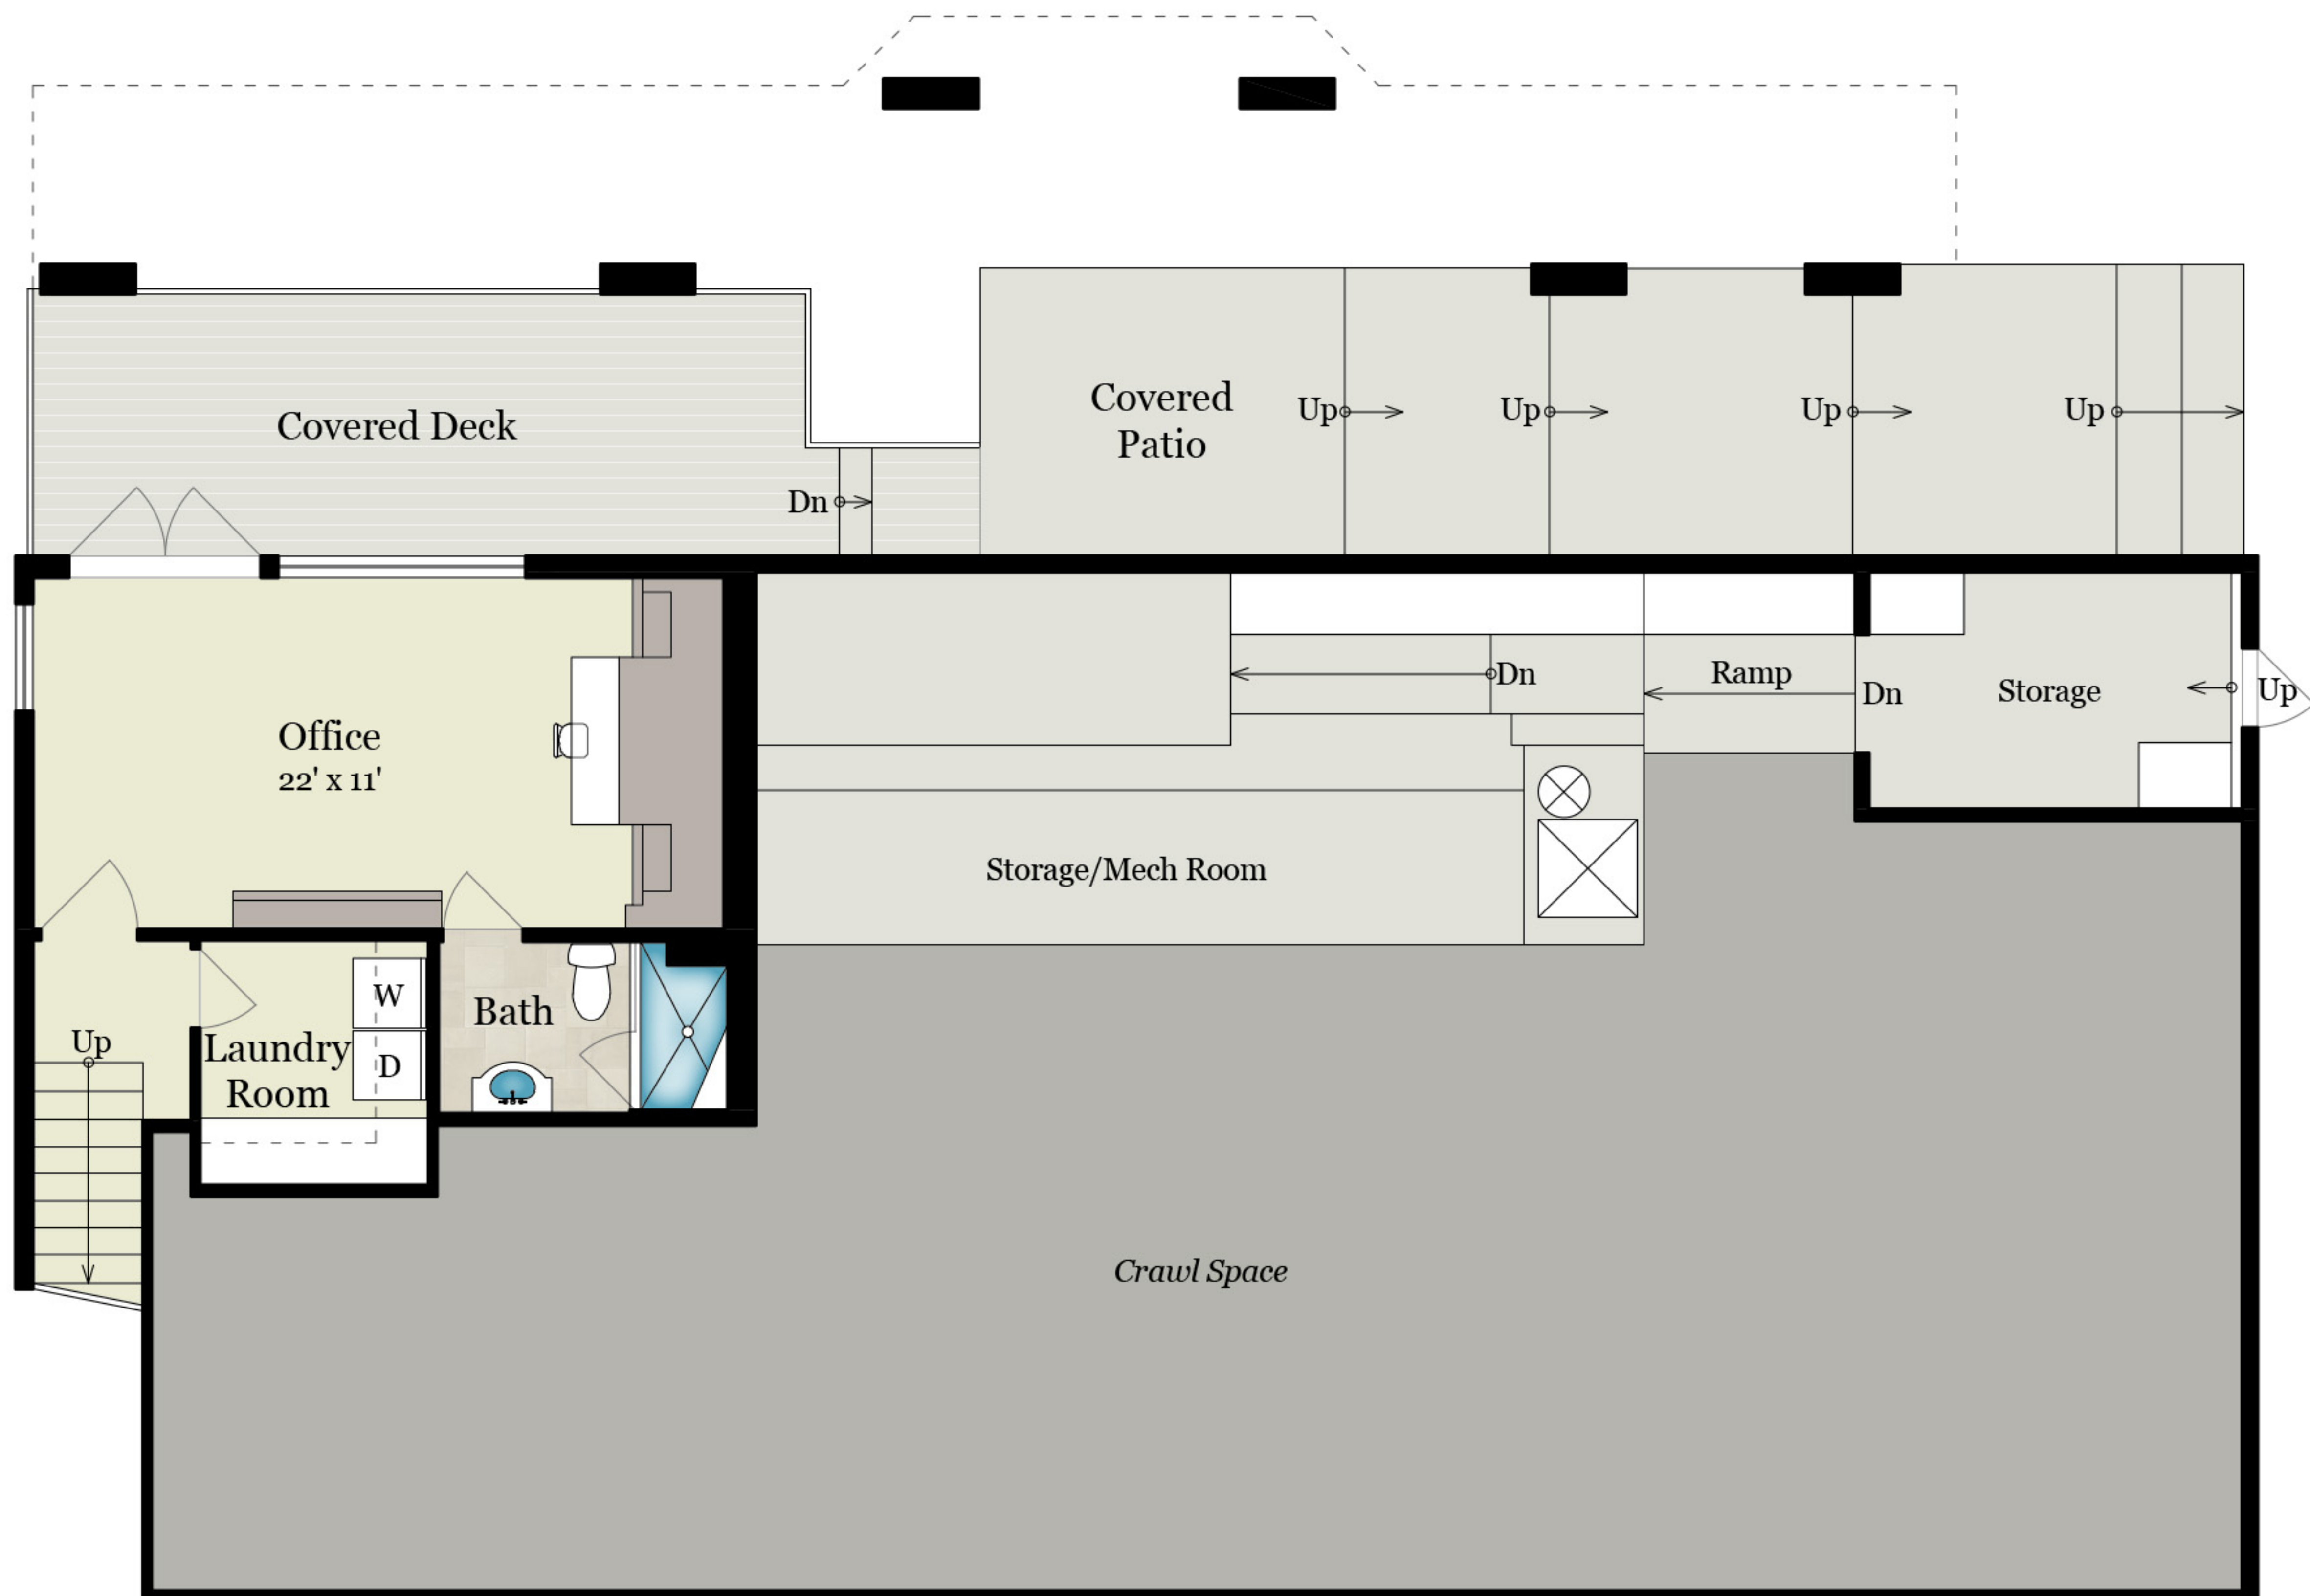 Covered Deck
Covered
Patio
Up
Up
Up
Up
Dn
Dn
Ramp
Dn
Storage
Up
Office
22' x 11'
Storage/Mech Room
W
Bath
Up
Laundry
Room
D
Crawl Space